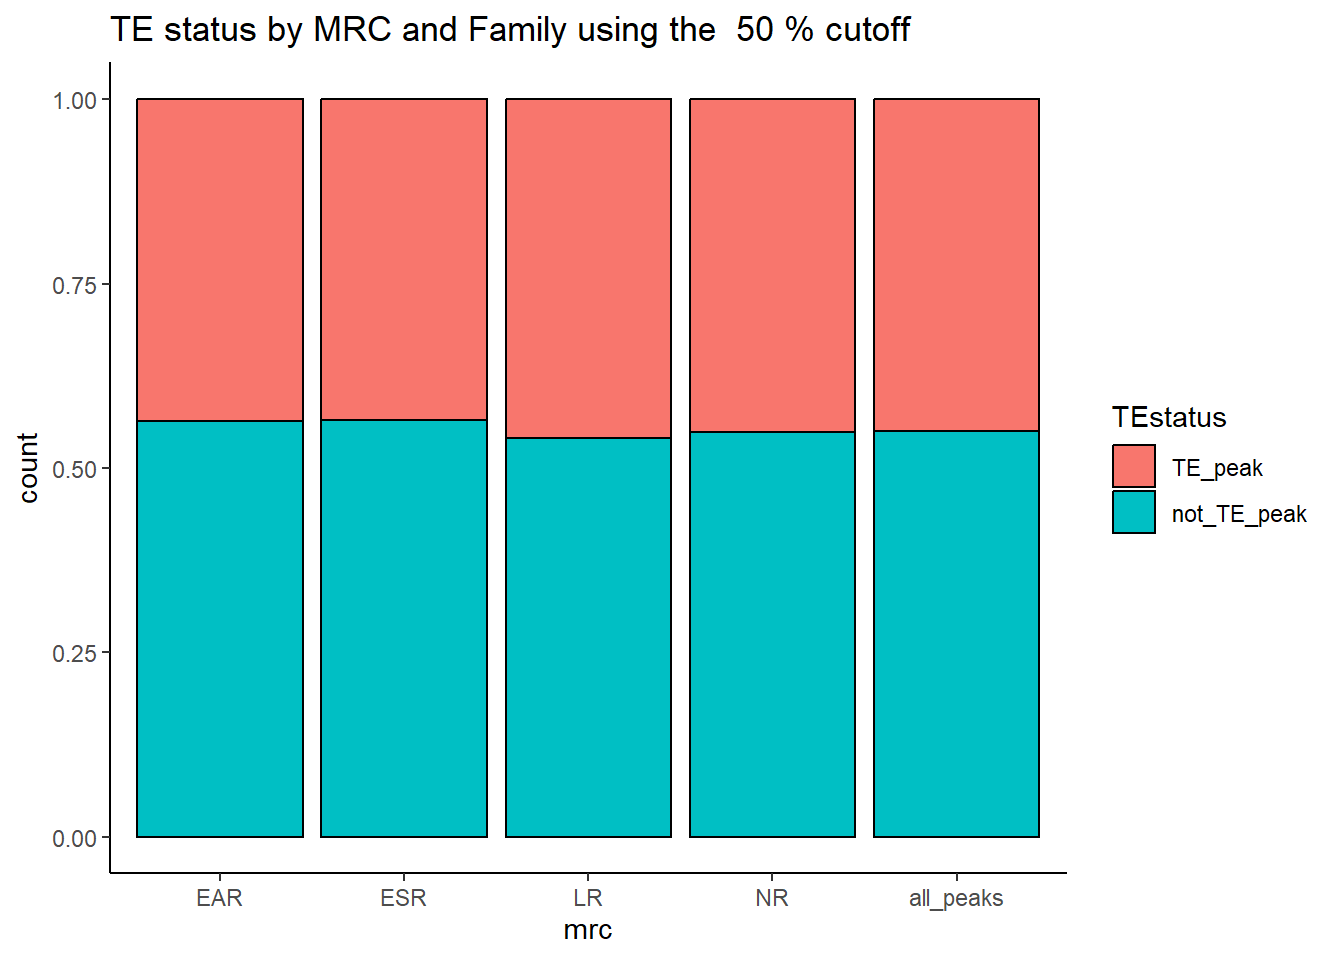 TE status by MRC and Family using the  50 % cutoff
1.00
0.75
0.50
0.25
0.00
count
EAR ESR LR NR all_peaks
mrc
TEstatus
TE_peak
not_TE_peak